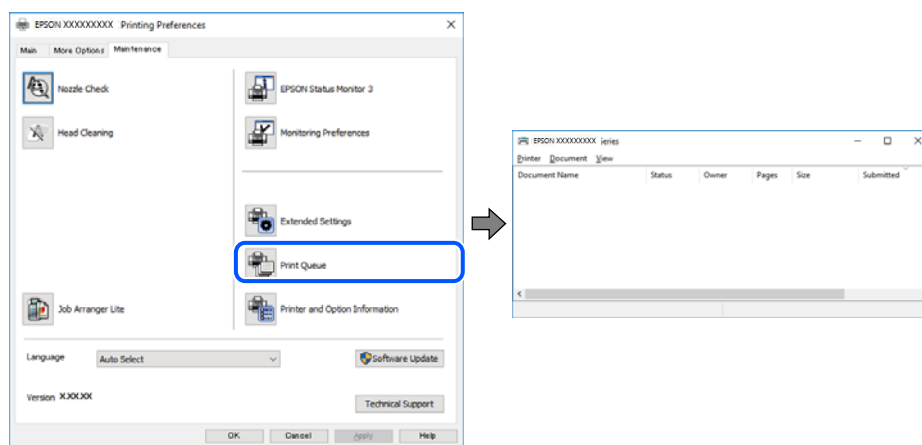 EPSON XXXXXXXXX Printing Preferences
Main More Options Maintenance
Nozzle Check
EPSON Status Monitor 3
Head Cleaning
Monitoring Preferences
Extended Settings
Print Queue
Job Arranger Lite
Printer and Option Information
Language Auto Select
Software Update
Version X.XX.XX
Technical Support
OK Cancel Apply Help
EPSON XXXXXXXXX ieries
Printer Document View
Document Name Status Owner Pages Size Submitted